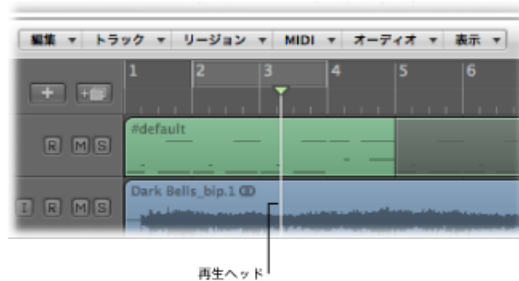 編集 トラック リージョン MIDI オーディオ 表示
1 2 3 4 5 6
#default
R M S
Dark Bells_bip.1
I R M S
再生ヘッド